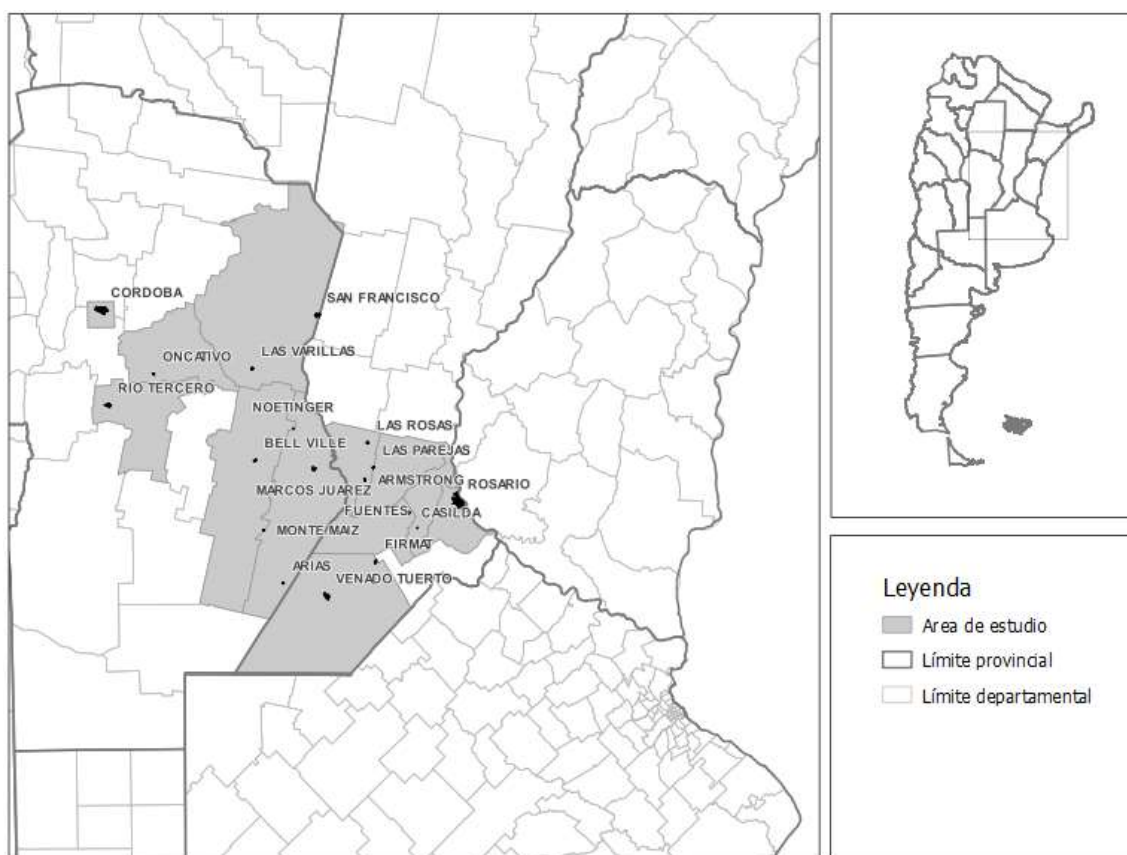 CORDOBA
SAN FRANCISCO
ONCATIVO
LAS VARILLAS
RIO TERCERO
NOETINGER
LAS ROSAS
BELL VILLE
LAS PAREJAS
MARCOS JUAREZ
ARMSTRONG
ROSARIO
FUENTES
CASILDA
MONTE MAIZ
FIRMAT
ARIAS
VENADO TUERTO
Leyenda
Area de estudio
Límite provincial
Límite departamental